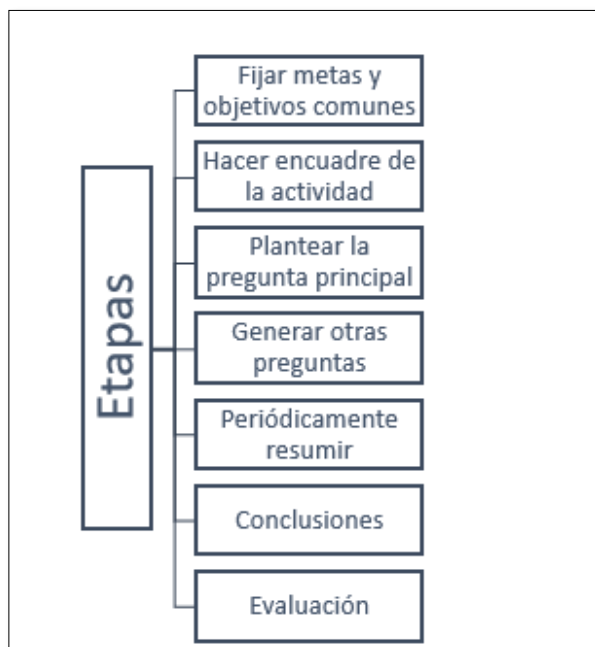 Etapas
Fijar metas y
objetivos comunes
Hacer encuadre de
la actividad
Plantear la
pregunta principal
Generar otras
preguntas
Periódicamente
resumir
Conclusiones
Evaluación